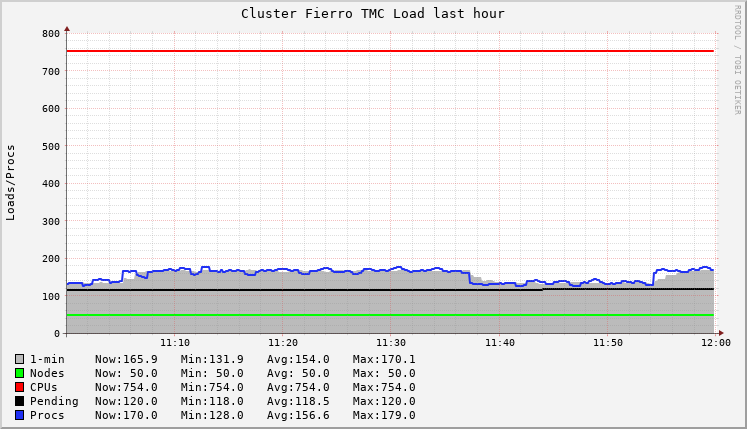 Cluster Fierro TMC Load last hour
RRDTOOL / TOBI OETIKER
Loads/Procs
800
700
600
500
400
300
200
100
0
11:10 11:20 11:30 11:40 11:50 12:00
1-min Now:165.9 Min:131.9 Avg:154.0 Max:170.1
Nodes Now: 50.0 Min: 50.0 Avg: 50.0 Max: 50.0
CPUs Now:754.0 Min:754.0 Avg:754.0 Max:754.0
Pending Now:120.0 Min:118.0 Avg:118.5 Max:120.0
Procs Now:170.0 Min:128.0 Avg:156.6 Max:179.0